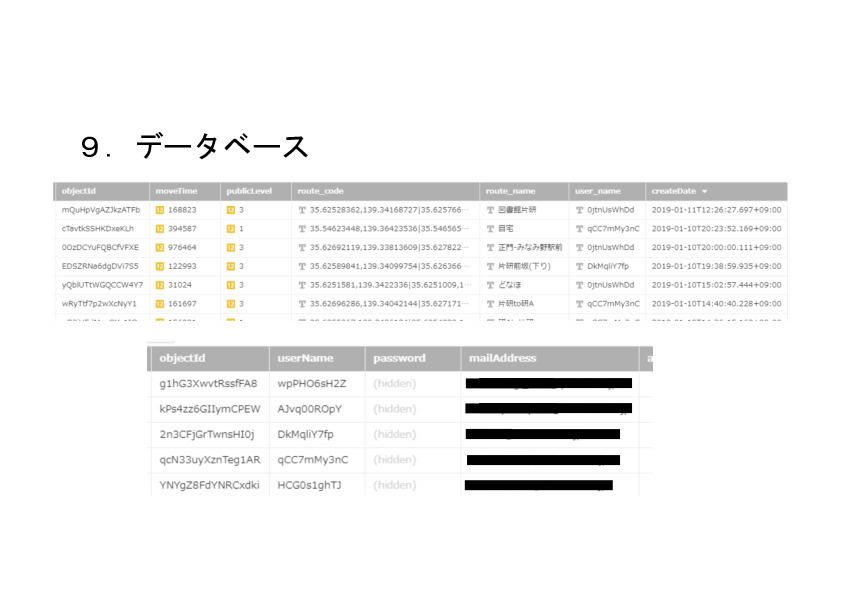 ９．データベース
objectId moveTime publicLevel route_code route_name user_name createDate
mQuHpVgAZJkzATFb 168823 3 35.62528362,139.34168727|35.625766··· 図書館片研 0jtnUsWhDd 2019-01-11T12:26:27.697+09:00
cTavtkSSHKDxeKLh 394587 1 35.54623448,139.36423536|35.546565··· 自宅 qCC7mMy3nC 2019-01-10T20:23:52.169+09:00
0OzDCYuFQBCfVFXE 976464 3 35.62692119,139.33813609|35.627822··· 正門-みなみ野駅前 0jtnUsWhDd 2019-01-10T20:00:00.111+09:00
EDSZRNa6dgDVi7S5 122993 3 35.62589841,139.34099754|35.626366··· 片研前坂(下り) DkMqliY7fp 2019-01-10T19:38:59.935+09:00
yQblUTtWGQCCW4Y7 31024 3 35.6251581,139.3422336|35.6251009,1··· どなほ 0jtnUsWhDd 2019-01-10T15:02:57.444+09:00
wRyTtf7p2wXcNyY1 161697 3 35.62696286,139.34042144|35.627171··· 片研to研A qCC7mMy3nC 2019-01-10T14:40:40.228+09:00
objectId userName password mailAddress a
g1hG3XwvtRssfFA8 wpPHO6sH2Z (hidden)
kPs4zz6GIIymCPEW AJvq00ROpY (hidden)
2n3CFjGrTwnsHI0j DkMqliY7fp (hidden)
qcN33uyXznTeg1AR qCC7mMy3nC (hidden)
YNYgZ8FdYNRCxdki HCG0s1ghTJ (hidden)